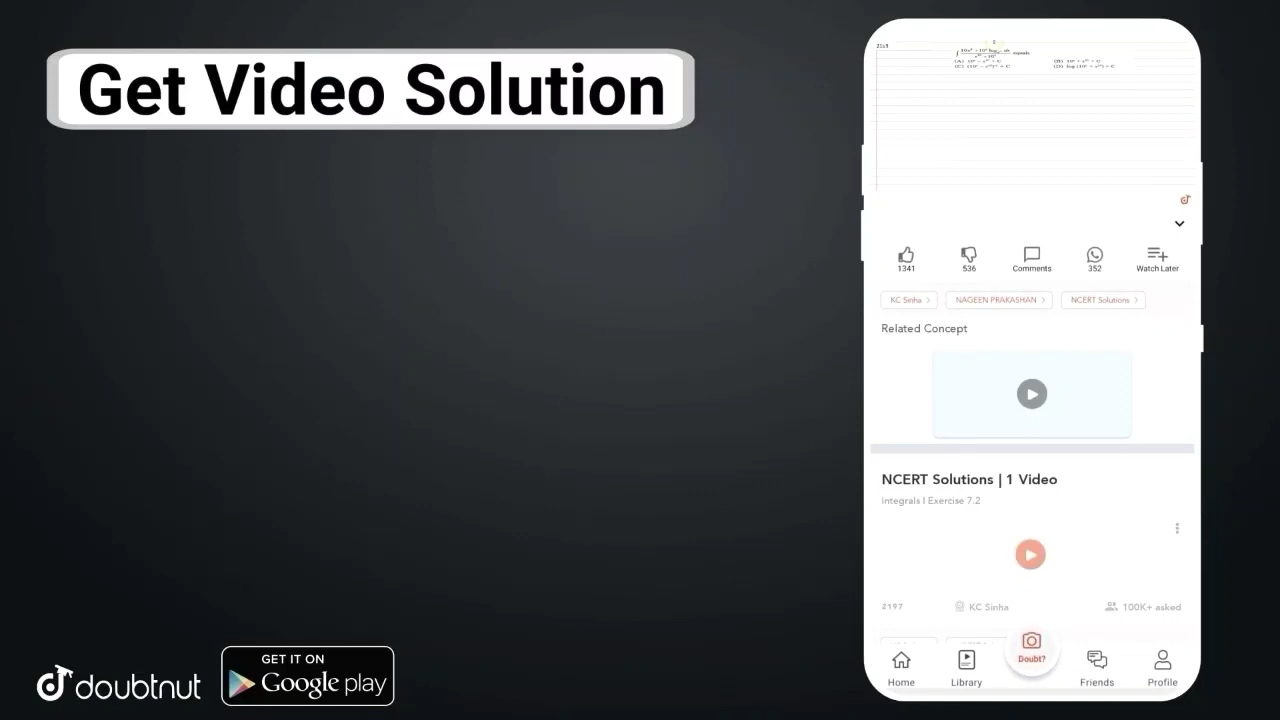 Get Video Solution
equals
1341
536
Comments
352
Watch Later
KC Sinha
NAGEEN PRAKASHAN
NCERT Solutions
Related Concept
NCERT Solutions | 1 Video
Integrals | Exercise 7.2
2197
KC Sinha
100K+ asked
Doubt?
Home
Library
Friends
Profile
doubtnut
GET IT ON
Google play